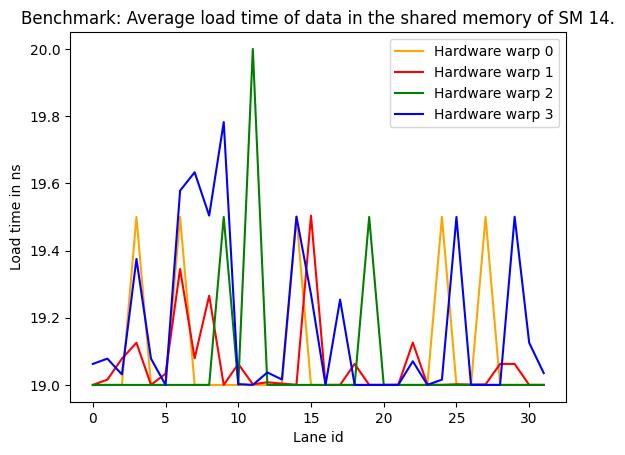 Benchmark: Average load time of data in the shared memory of SM 14.
20.0
19.8
19.6
19.4
19.2
19.0
Load time in ns
Hardware warp 0
Hardware warp 1
Hardware warp 2
Hardware warp 3
0 5 10 15 20 25 30
Lane id